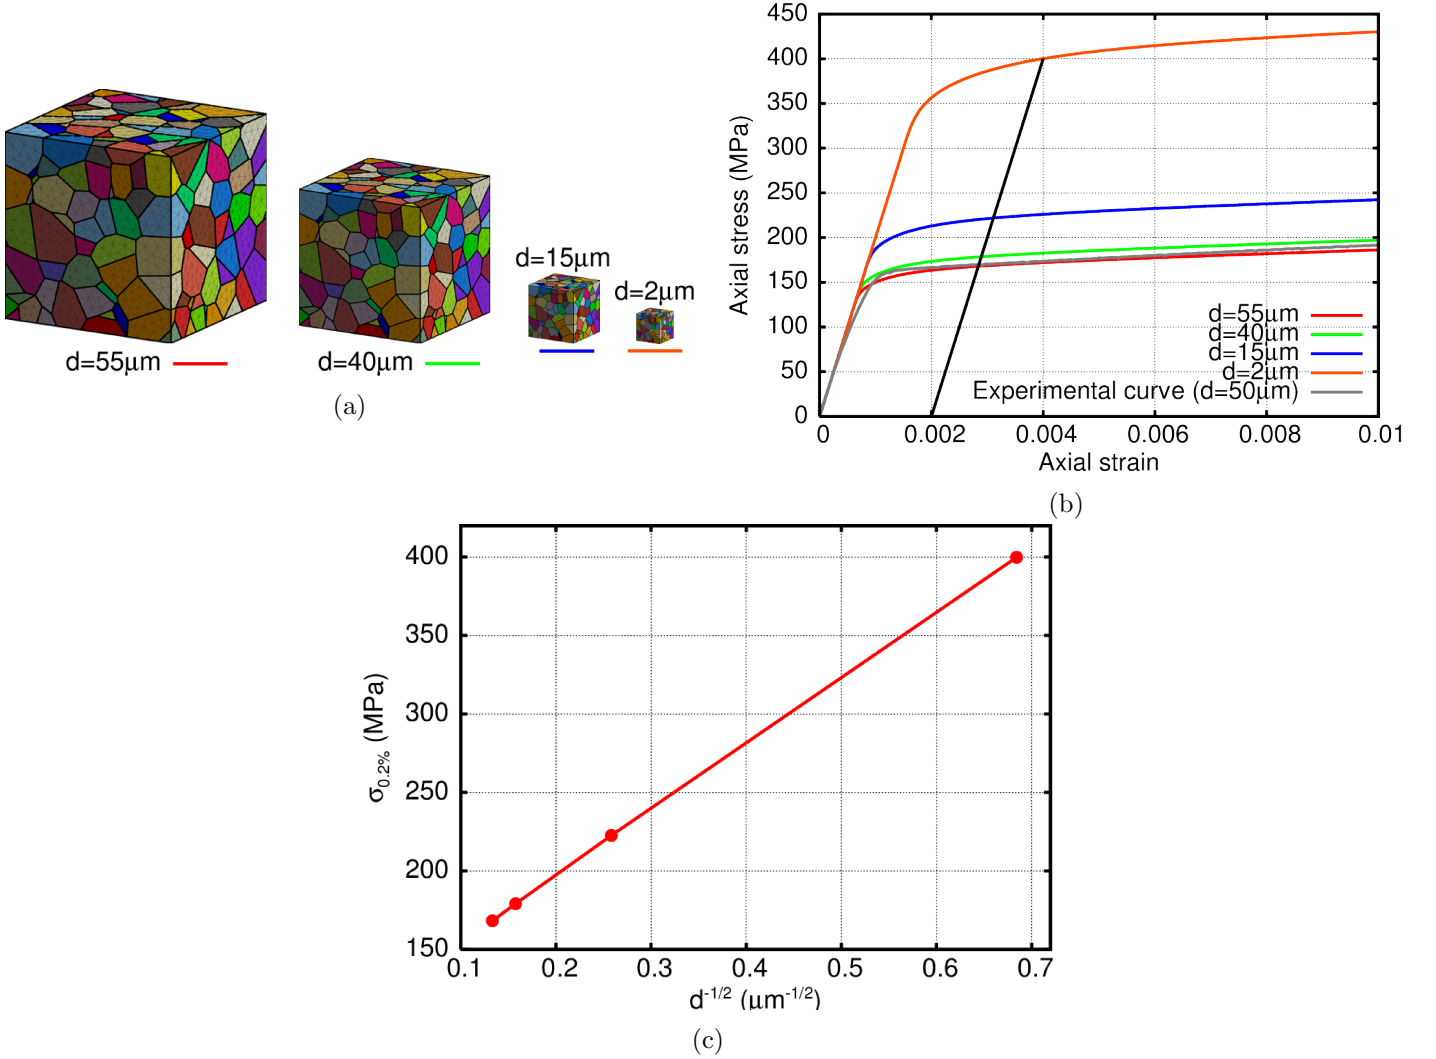 d=55μm
d=40μm
d=15μm
d=2μm
(a)
Axial stress (MPa)
450
400
350
300
250
200
150
100
50
0
0 0.002 0.004 0.006 0.008 0.01
Axial strain
d=55μm
d=40μm
d=15μm
d=2μm
Experimental curve (d=50μm)
(b)
σ0.2% (MPa)
400
350
300
250
200
150
0.1 0.2 0.3 0.4 0.5 0.6 0.7
d-1/2 (μm-1/2)
(c)